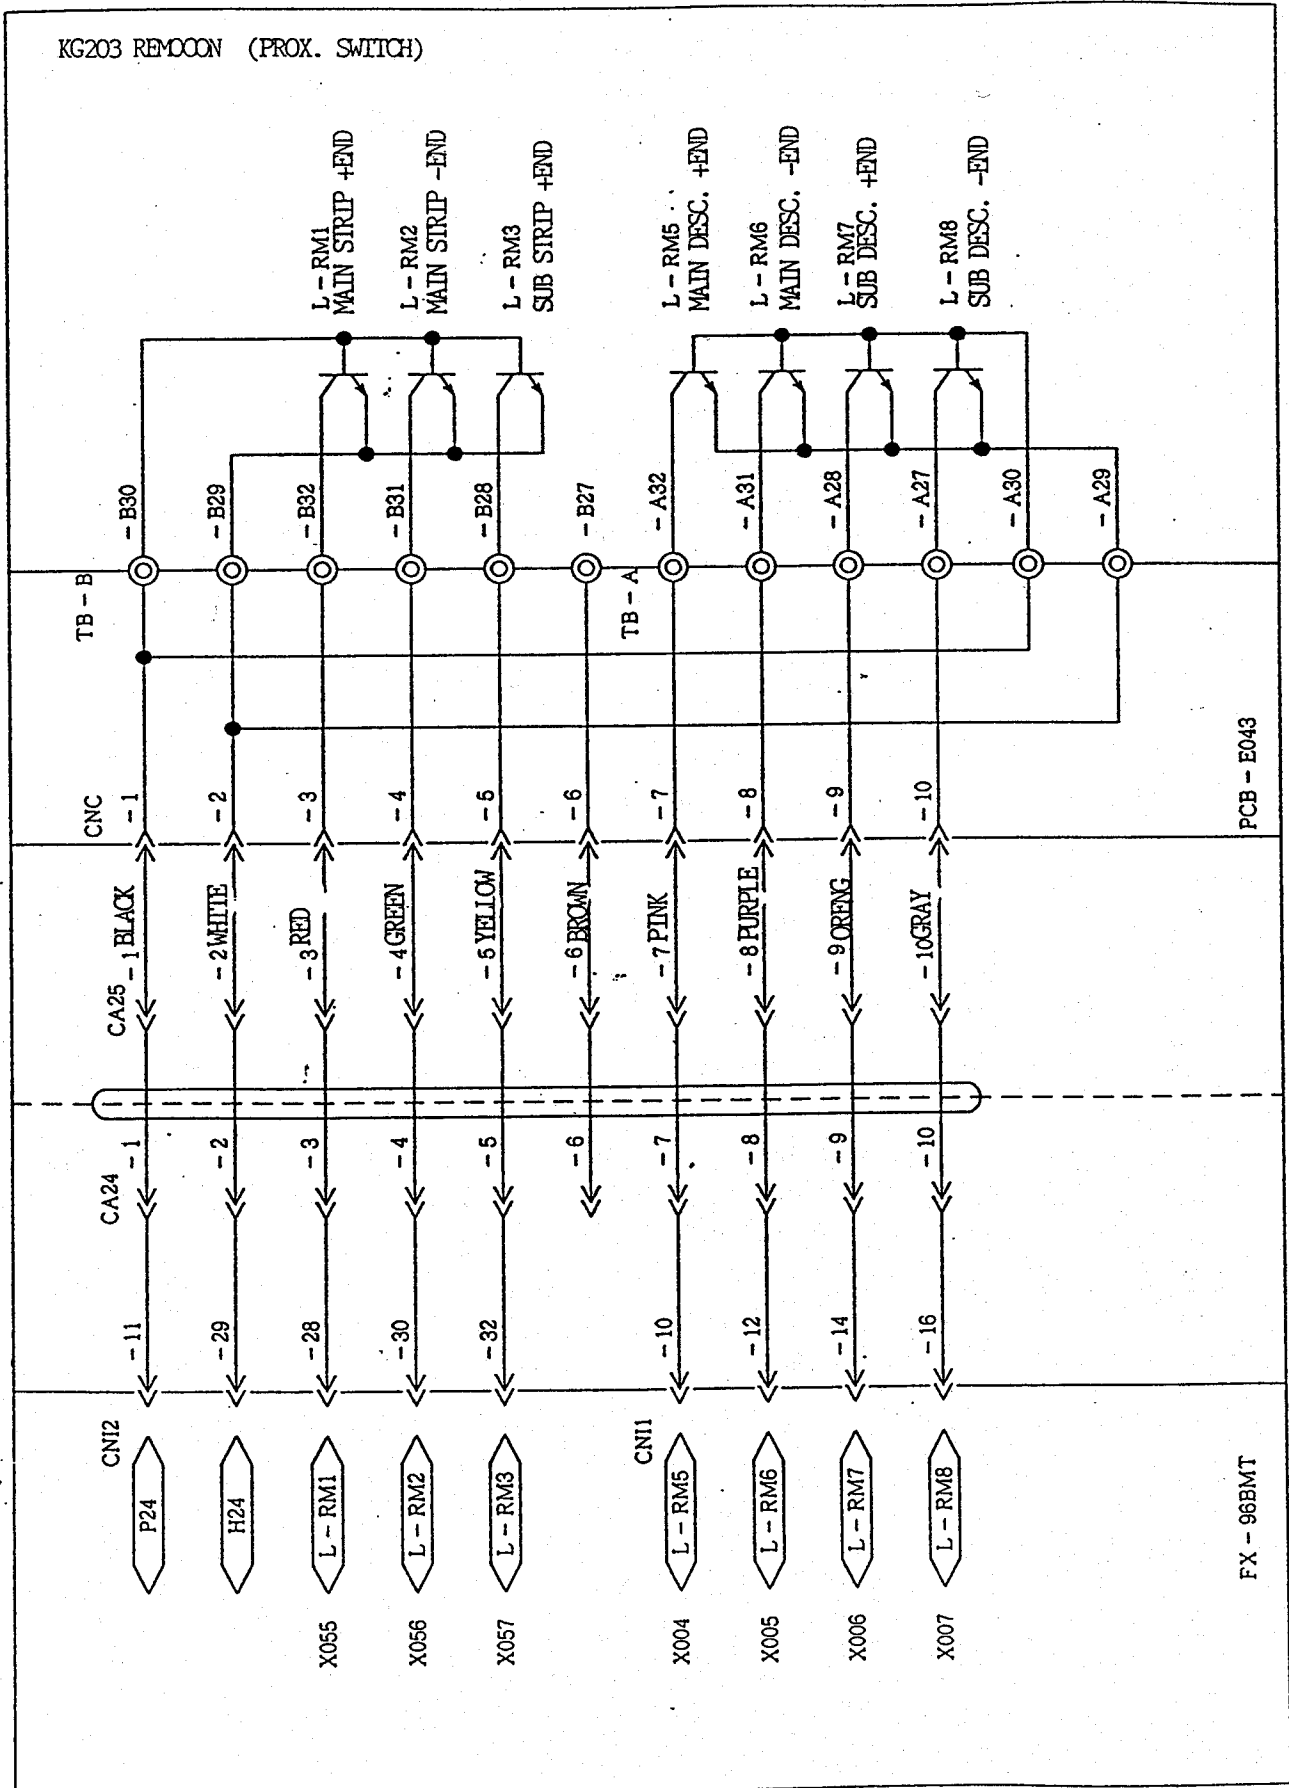 KG203 REMOCON (PROX. SWITCH)
L-RM1
MAIN STRIP +END
L-RM2
MAIN STRIP -END
L-RM3
SUB STRIP +END
L-RM5
MAIN DESC. +END
L-RM6
MAIN DESC. -END
L-RM7
SUB DESC. +END
L-RM8
SUB DESC. -END
-B30
-B29
-B32
-B31
-B28
-B27
-A32
-A31
-A28
-A27
-A30
-A29
TB-B
TB-A
CNC
-1
-2
-3
-4
-5
-6
-7
-8
-9
-10
PCB-E043
CA25
-1 BLACK
-2 WHITE
-3 RED
-4 GREEN
-5 YELLOW
-6 BROWN
-7 PINK
-8 PURPLE
-9 ORENG
-10 GRAY
CA24
-1
-2
-3
-4
-5
-6
-7
-8
-9
-10
-11
-29
-28
-30
-32
-10
-12
-14
-16
CNI2
CNI1
P24
H24
L-RM1
L-RM2
L-RM3
L-RM5
L-RM6
L-RM7
L-RM8
FX-96BMT
X055
X056
X057
X004
X005
X006
X007